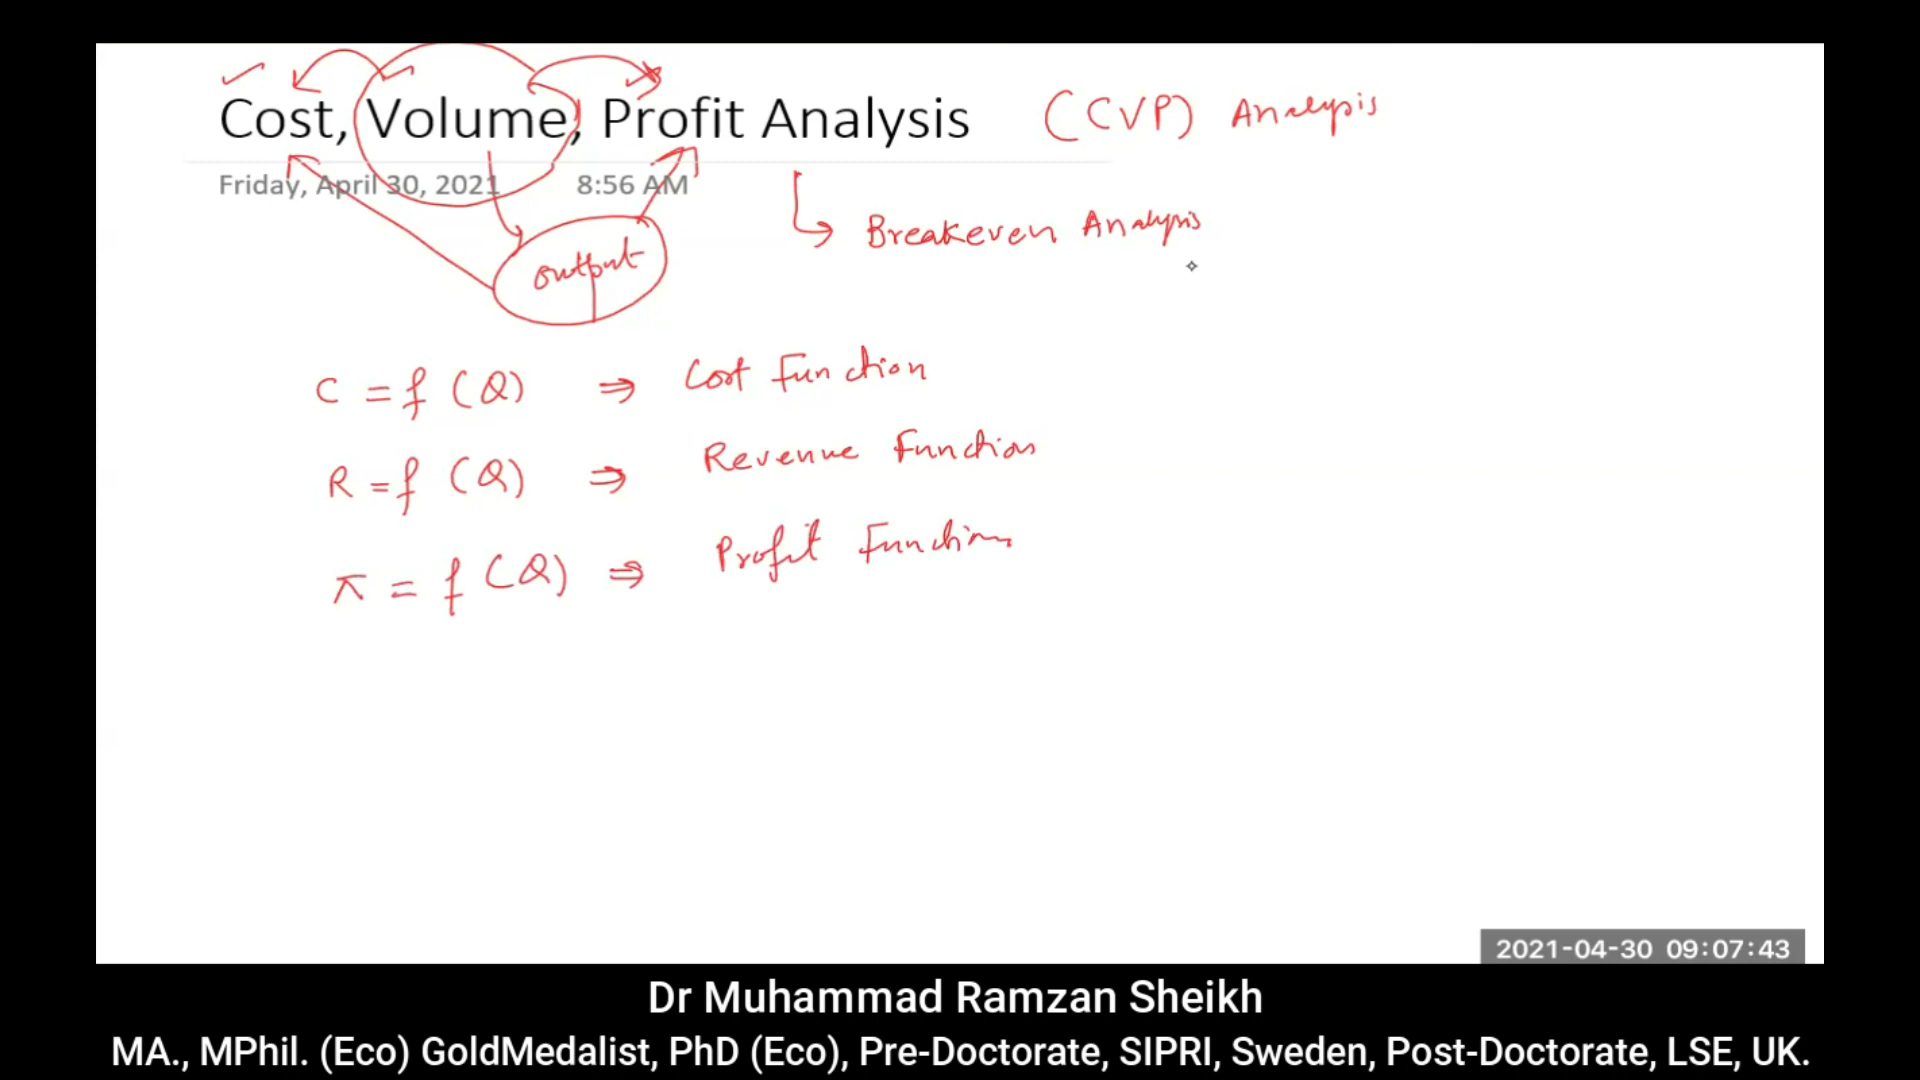 Cost, Volume, Profit Analysis (CVP) Analysis
Friday, April 30, 2021 8:56 AM
Breakeven Analysis
output
C = f (Q) ⇒ Cost Function
R = f (Q) ⇒ Revenue Function
π = f (Q) ⇒ Profit Function
2021-04-30 09:07:43
Dr Muhammad Ramzan Sheikh
MA., MPhil. (Eco) GoldMedalist, PhD (Eco), Pre-Doctorate, SIPRI, Sweden, Post-Doctorate, LSE, UK.